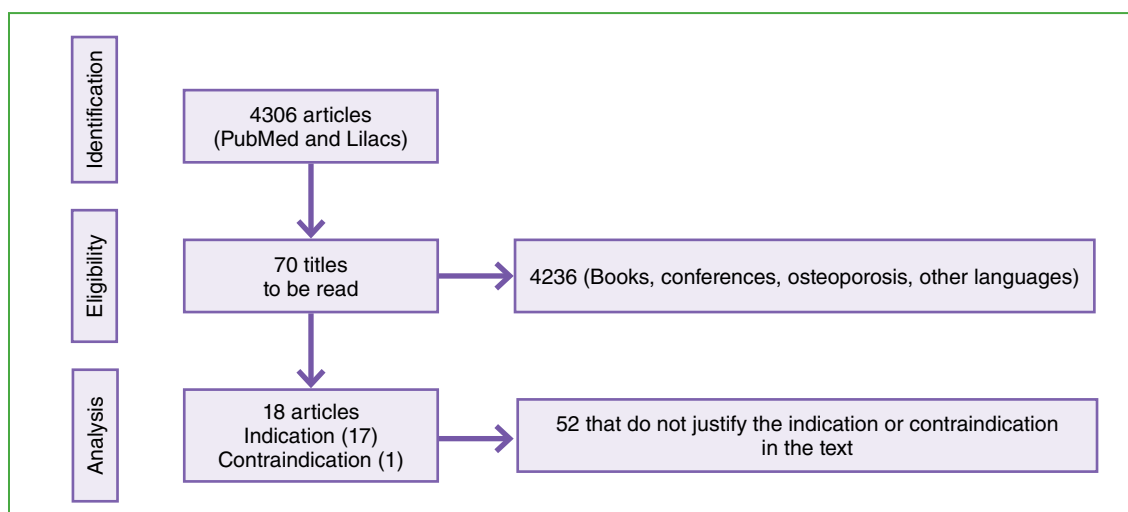 Identification
4306 articles
(PubMed and Lilacs)
Eligibility
70 titles
to be read
4236 (Books, conferences, osteoporosis, other languages)
Analysis
18 articles
Indication (17)
Contraindication (1)
52 that do not justify the indication or contraindication
in the text